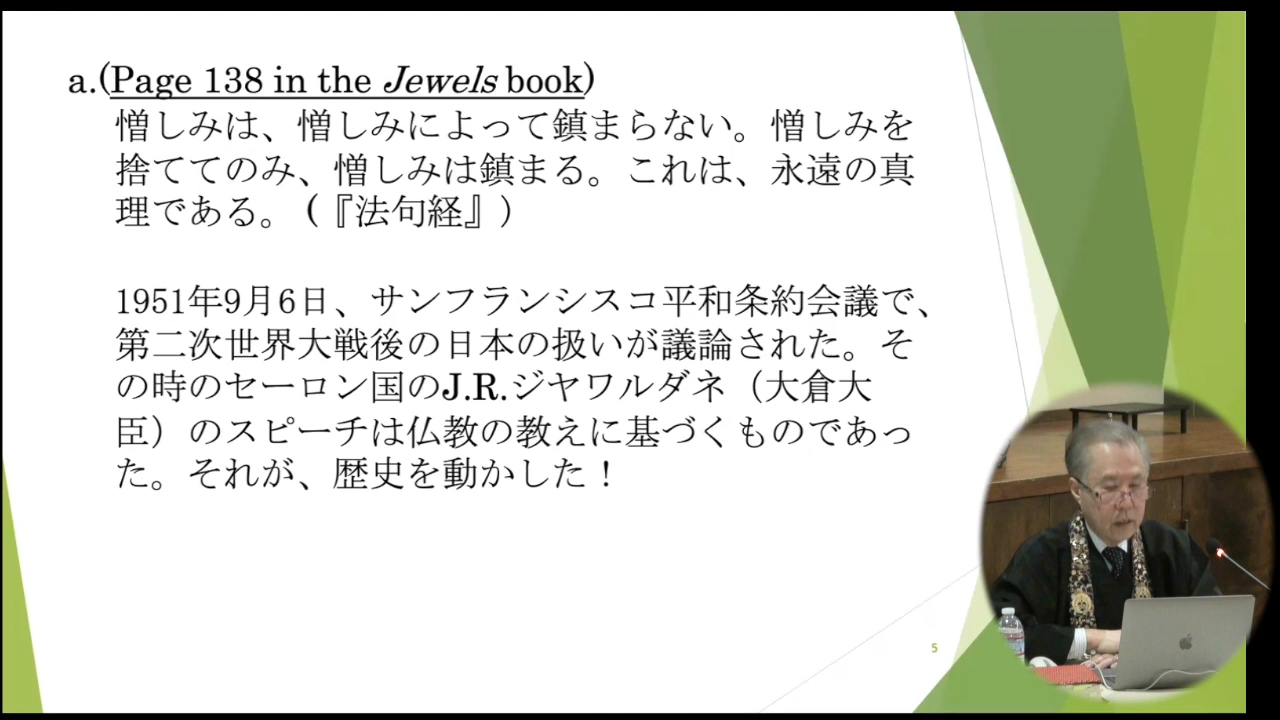 a.(Page 138 in the Jewels book)
憎しみは、憎しみによって鎮まらない。憎しみを
捨ててのみ、憎しみは鎮まる。これは、永遠の真
理である。（『法句経』）
1951年9月6日、サンフランシスコ平和条約会議で、
第二次世界大戦後の日本の扱いが議論された。そ
の時のセーロン国のJ.R.ジヤワルダネ（大倉大
臣）のスピーチは仏教の教えに基づくものであっ
た。それが、歴史を動かした！
5